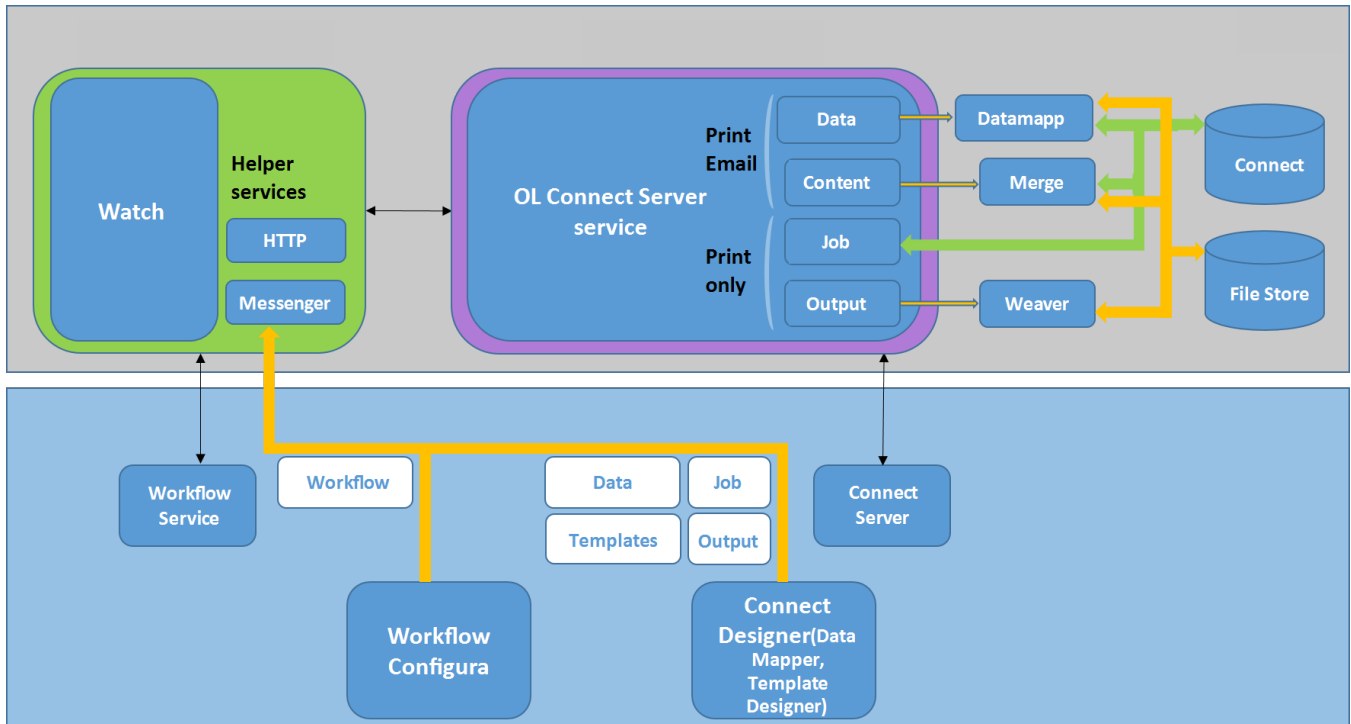 Watch
Helper
services
HTTP
Messenger
OL Connect Server
service
Print
Email
Print
only
Data
Content
Job
Output
Datamapp
Merge
Weaver
Connect
File Store
Workflow
Service
Workflow
Data
Job
Templates
Output
Connect
Server
Workflow
Configura
Connect
Designer(Data
Mapper,
Template
Designer)